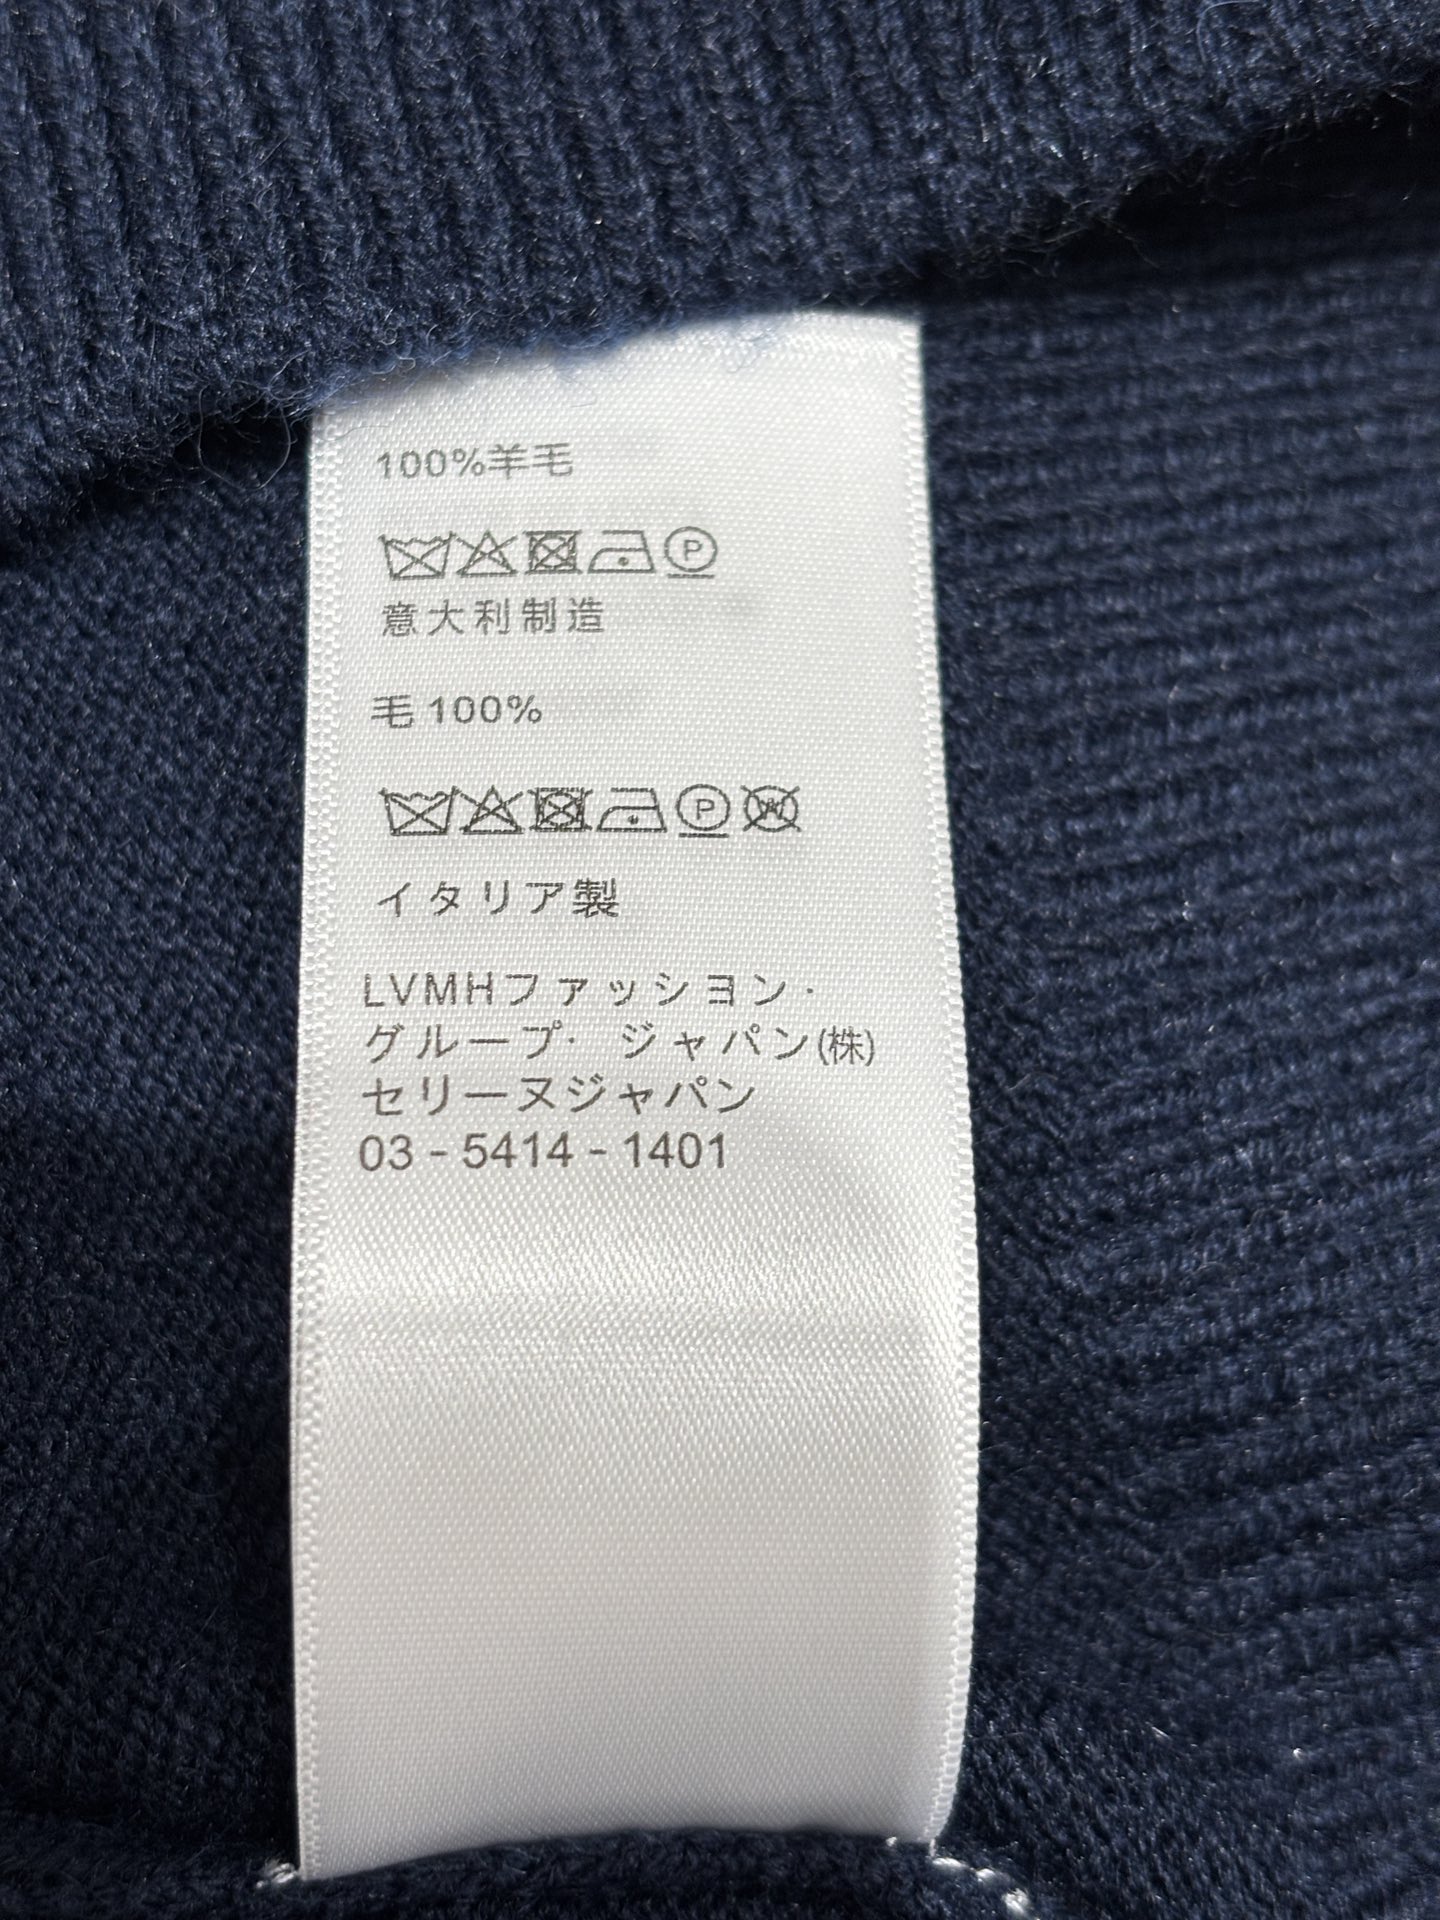 100%羊毛
P
意大利制造
毛 100%
P W
イタリア製
LVMHファッション・
グループ・ジャパン(株)
セリーヌジャパン
03 - 5414 - 1401